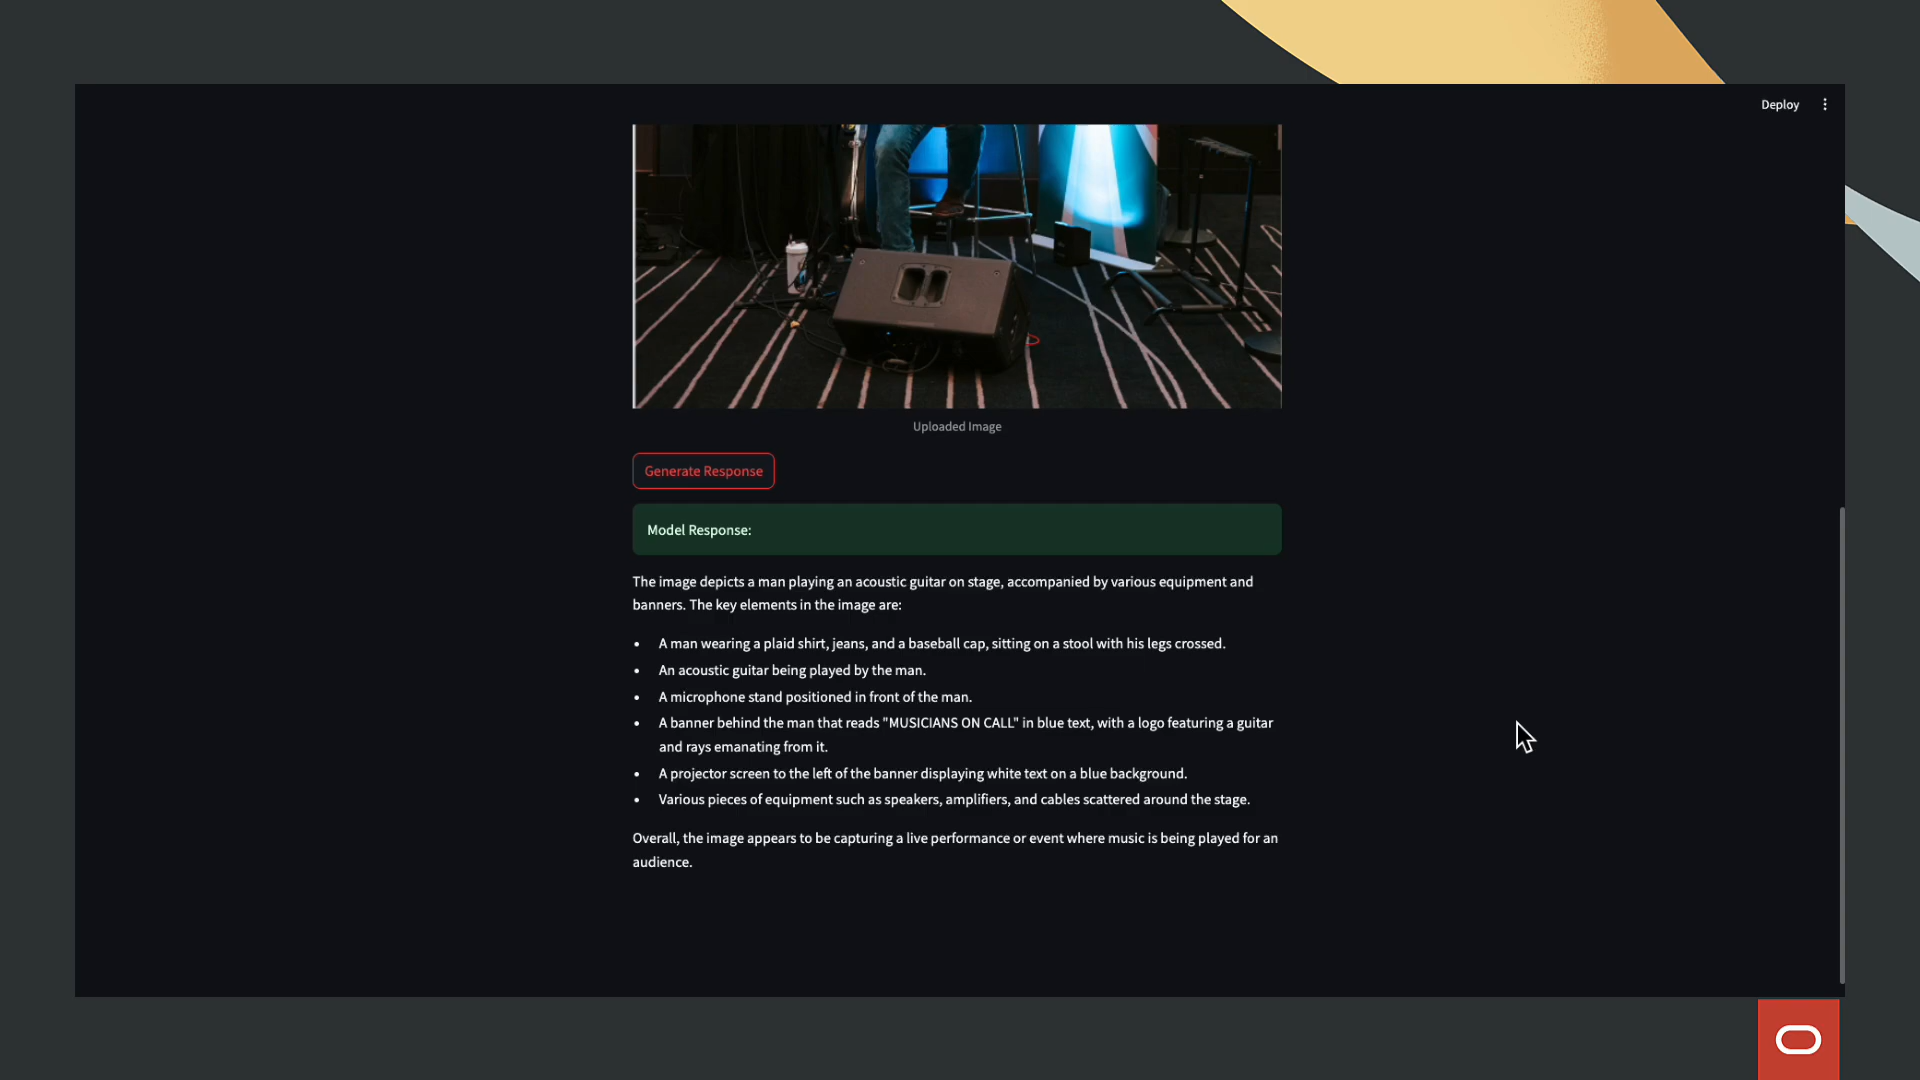 Deploy
Uploaded Image
Generate Response
Model Response:
The image depicts a man playing an acoustic guitar on stage, accompanied by various equipment and
banners. The key elements in the image are:
• A man wearing a plaid shirt, jeans, and a baseball cap, sitting on a stool with his legs crossed.
• An acoustic guitar being played by the man.
• A microphone stand positioned in front of the man.
• A banner behind the man that reads "MUSICIANS ON CALL" in blue text, with a logo featuring a guitar
and rays emanating from it.
• A projector screen to the left of the banner displaying white text on a blue background.
• Various pieces of equipment such as speakers, amplifiers, and cables scattered around the stage.
Overall, the image appears to be capturing a live performance or event where music is being played for an
audience.